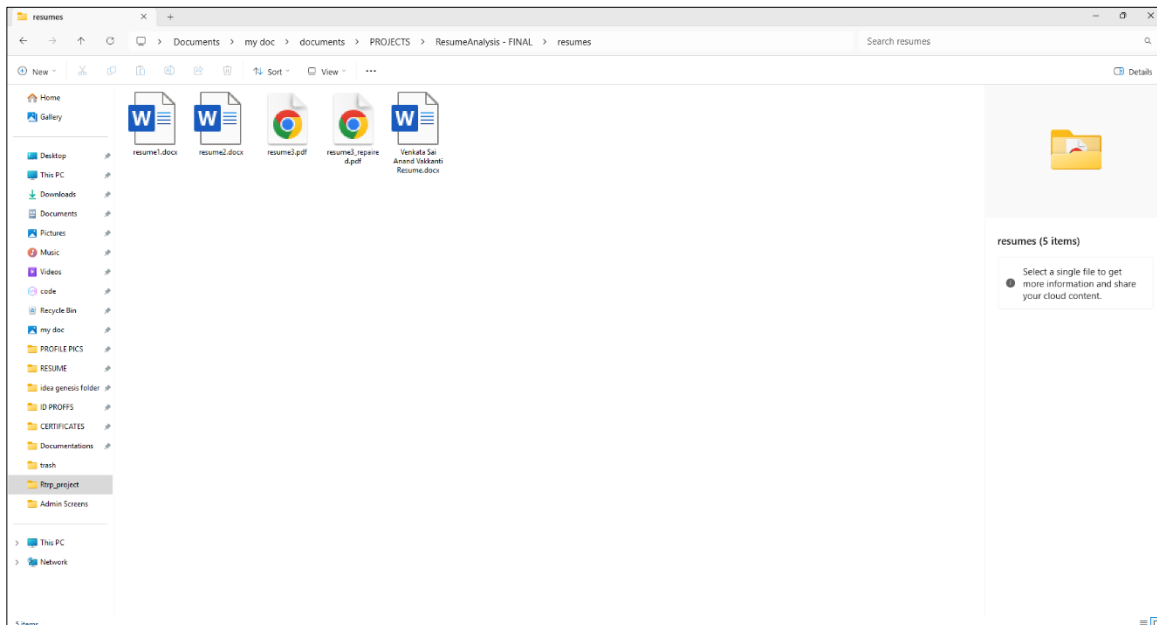 resumes
Documents > my doc > documents > PROJECTS > ResumeAnalysis - FINAL > resumes
Search resumes
New
Sort
View
Details
Home
Gallery
Desktop
This PC
Downloads
Documents
Pictures
Music
Videos
code
Recycle Bin
my doc
PROFILE PICS
RESUME
idea genesis folder
ID PROFFS
CERTIFICATES
Documentations
trash
Rtrp_project
Admin Screens
This PC
Network
resume1.docx
resume2.docx
resume3.pdf
resume3_repaire
d.pdf
Venkata Sai
Anand Vakkanti
Resume.docx
resumes (5 items)
Select a single file to get
more information and share
your cloud content.
5 items